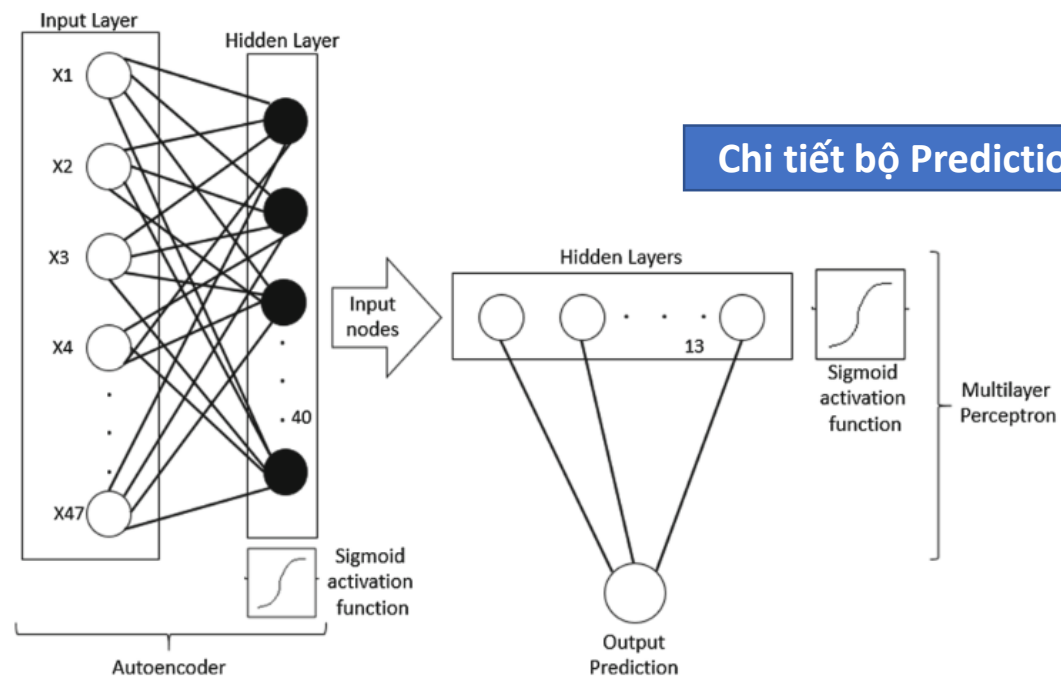 Input Layer
Hidden Layer
X1
X2
X3
X4
X47
40
Sigmoid
activation
function
Autoencoder
Input
nodes
Chi tiết bộ Predictio
Hidden Layers
13
Sigmoid
activation
function
Multilayer
Perceptron
Output
Prediction